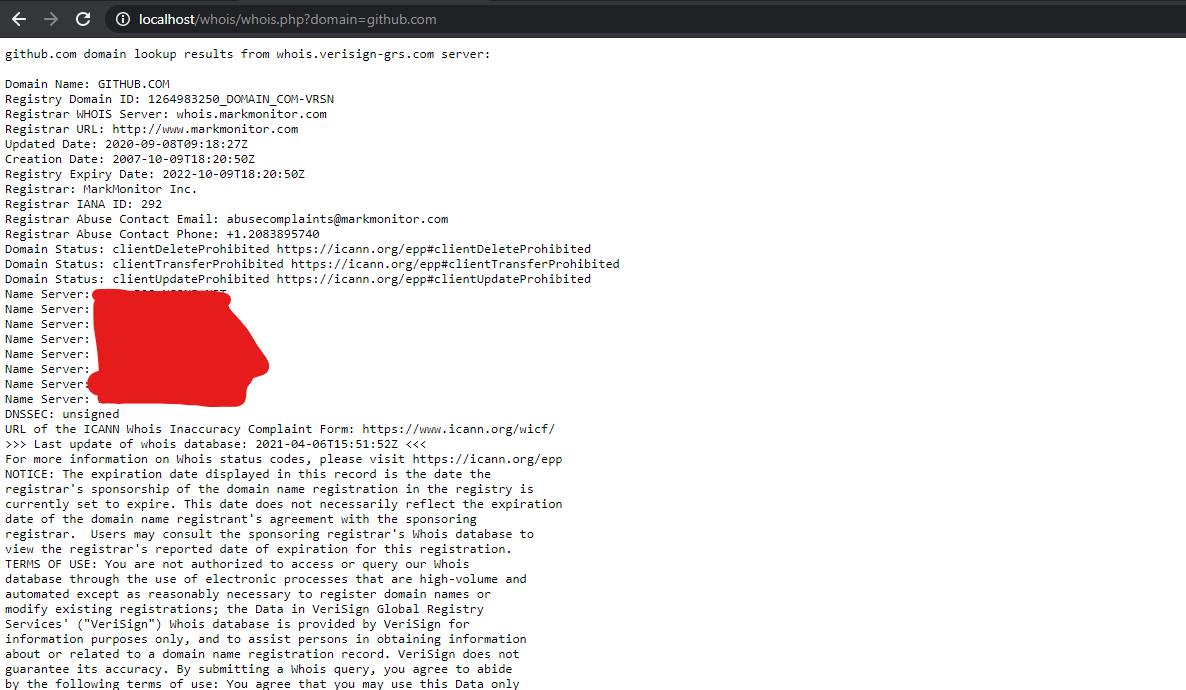 localhost/whois/whois.php?domain=github.com
github.com domain lookup results from whois.verisign-grs.com server:
Domain Name: GITHUB.COM
Registry Domain ID: 1264983250_DOMAIN_COM-VRSN
Registrar WHOIS Server: whois.markmonitor.com
Registrar URL: http://www.markmonitor.com
Updated Date: 2020-09-08T09:18:27Z
Creation Date: 2007-10-09T18:20:50Z
Registry Expiry Date: 2022-10-09T18:20:50Z
Registrar: MarkMonitor Inc.
Registrar IANA ID: 292
Registrar Abuse Contact Email: abusecomplaints@markmonitor.com
Registrar Abuse Contact Phone: +1.2083895740
Domain Status: clientDeleteProhibited https://icann.org/epp#clientDeleteProhibited
Domain Status: clientTransferProhibited https://icann.org/epp#clientTransferProhibited
Domain Status: clientUpdateProhibited https://icann.org/epp#clientUpdateProhibited
Name Server:
Name Server:
Name Server:
Name Server:
Name Server:
Name Server:
Name Server:
Name Server:
DNSSEC: unsigned
URL of the ICANN Whois Inaccuracy Complaint Form: https://www.icann.org/wicf/
>>> Last update of whois database: 2021-04-06T15:51:52Z <<<
For more information on Whois status codes, please visit https://icann.org/epp
NOTICE: The expiration date displayed in this record is the date the
registrar's sponsorship of the domain name registration in the registry is
currently set to expire. This date does not necessarily reflect the expiration
date of the domain name registrant's agreement with the sponsoring
registrar.  Users may consult the sponsoring registrar's Whois database to
view the registrar's reported date of expiration for this registration.
TERMS OF USE: You are not authorized to access or query our Whois
database through the use of electronic processes that are high-volume and
automated except as reasonably necessary to register domain names or
modify existing registrations; the Data in VeriSign Global Registry
Services' ("VeriSign") Whois database is provided by VeriSign for
information purposes only, and to assist persons in obtaining information
about or related to a domain name registration record. VeriSign does not
guarantee its accuracy. By submitting a Whois query, you agree to abide
by the following terms of use: You agree that you may use this Data only